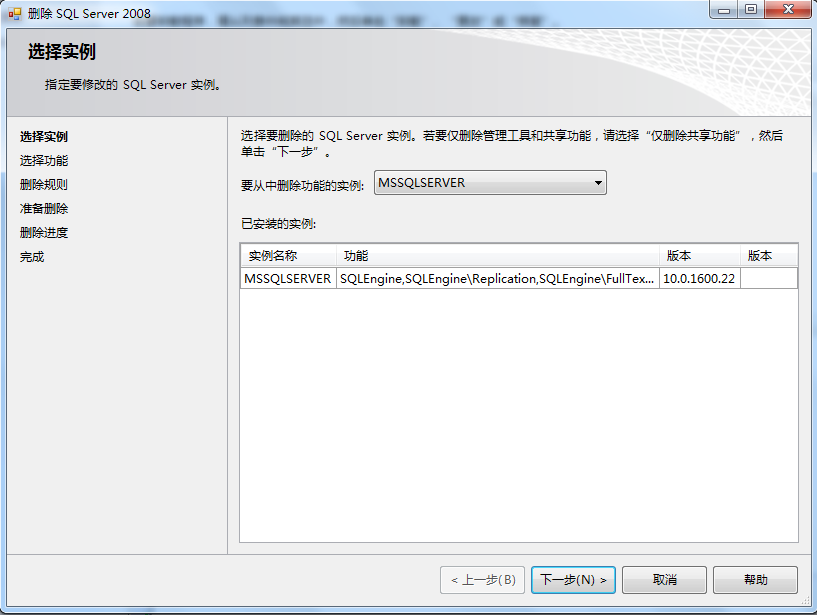 删除 SQL Server 2008
选择实例
指定要修改的 SQL Server 实例。
选择实例
选择功能
删除规则
准备删除
删除进度
完成
选择要删除的 SQL Server 实例。若要仅删除管理工具和共享功能，请选择“仅删除共享功能”，然后
单击“下一步”。
要从中删除功能的实例: MSSQLSERVER
已安装的实例:
实例名称 功能 版本 版本
MSSQLSERVER SQLEngine,SQLEngine\Replication,SQLEngine\FullTex... 10.0.1600.22
< 上一步(B) 下一步(N) > 取消 帮助